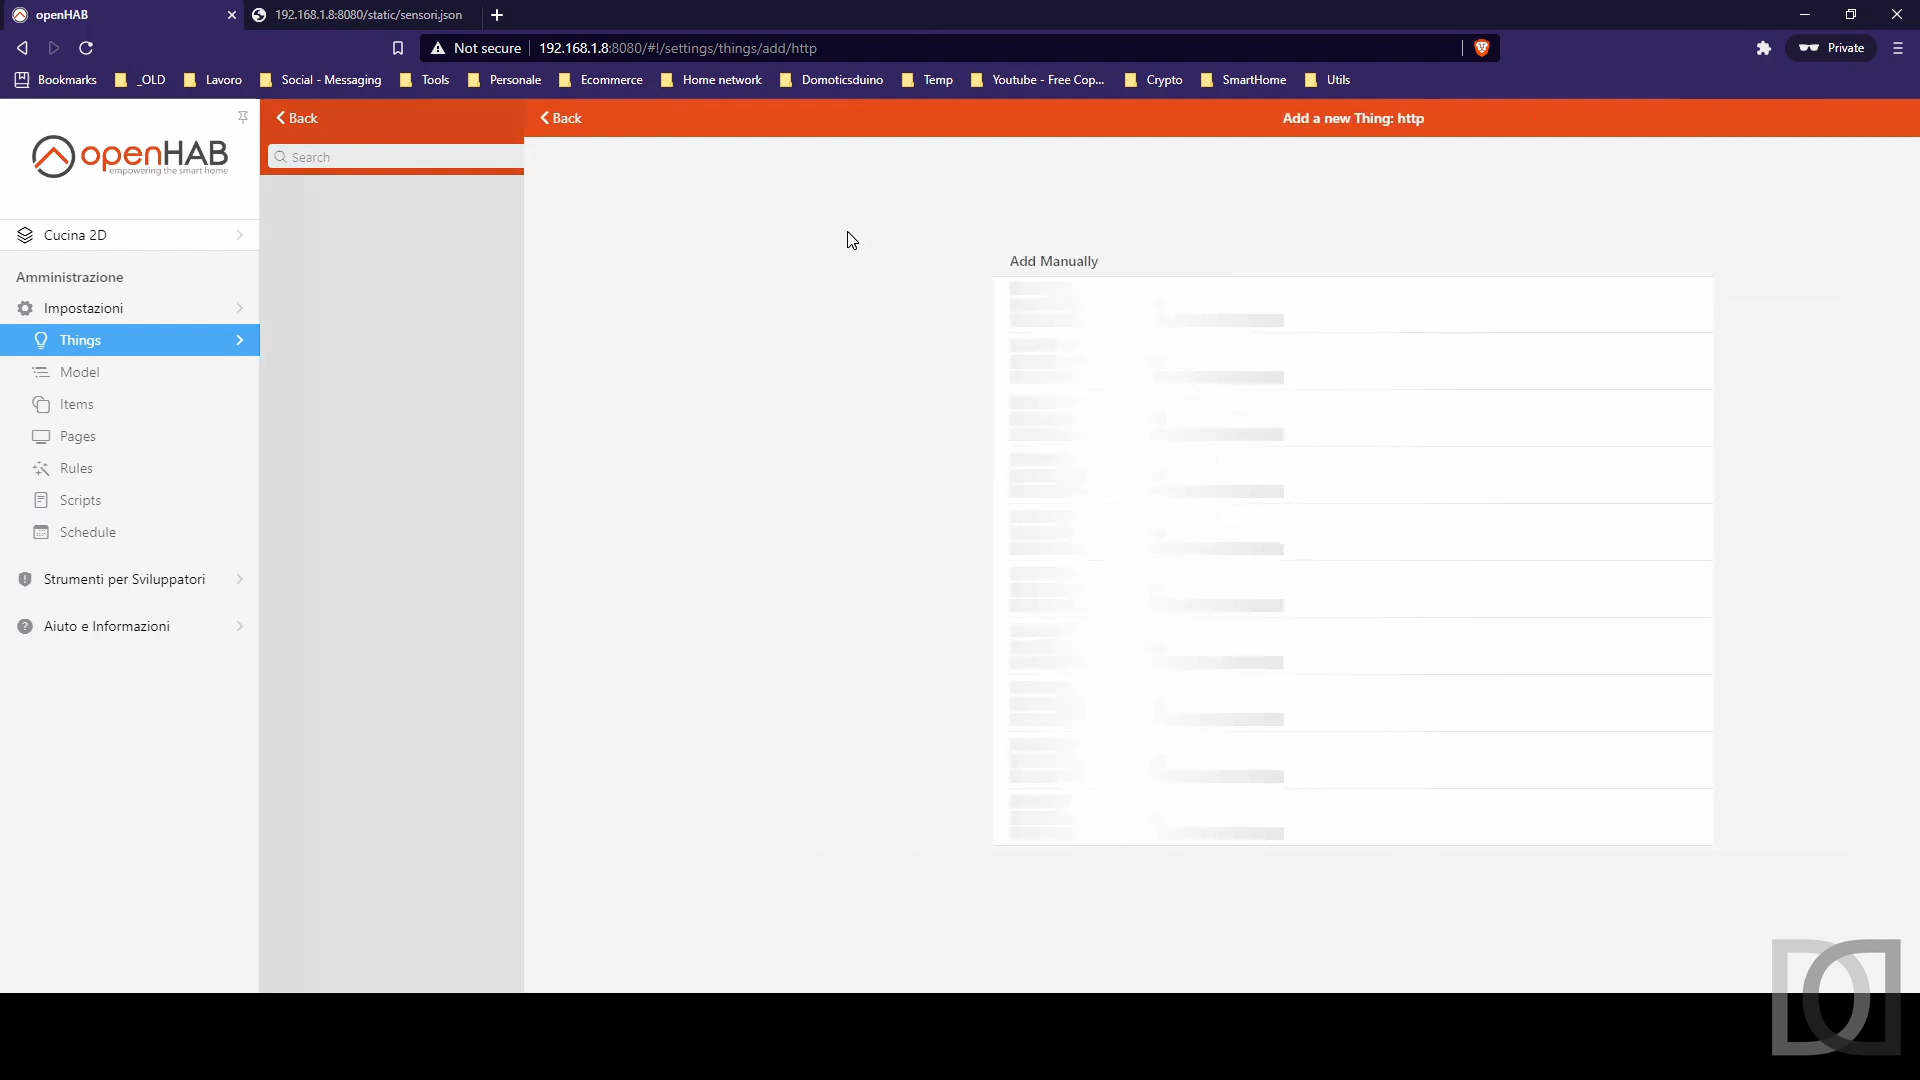 openHAB
192.168.1.8:8080/static/sensori.json
Not secure
192.168.1.8:8080/#!/settings/things/add/http
Private
Bookmarks
_OLD
Lavoro
Social - Messaging
Tools
Personale
Ecommerce
Home network
Domoticsduino
Temp
Youtube - Free Cop...
Crypto
SmartHome
Utils
Back
Back
Add a new Thing: http
openHAB
empowering the smart home
Search
Cucina 2D
Amministrazione
Impostazioni
Things
Model
Items
Pages
Rules
Scripts
Schedule
Strumenti per Sviluppatori
Aiuto e Informazioni
Add Manually